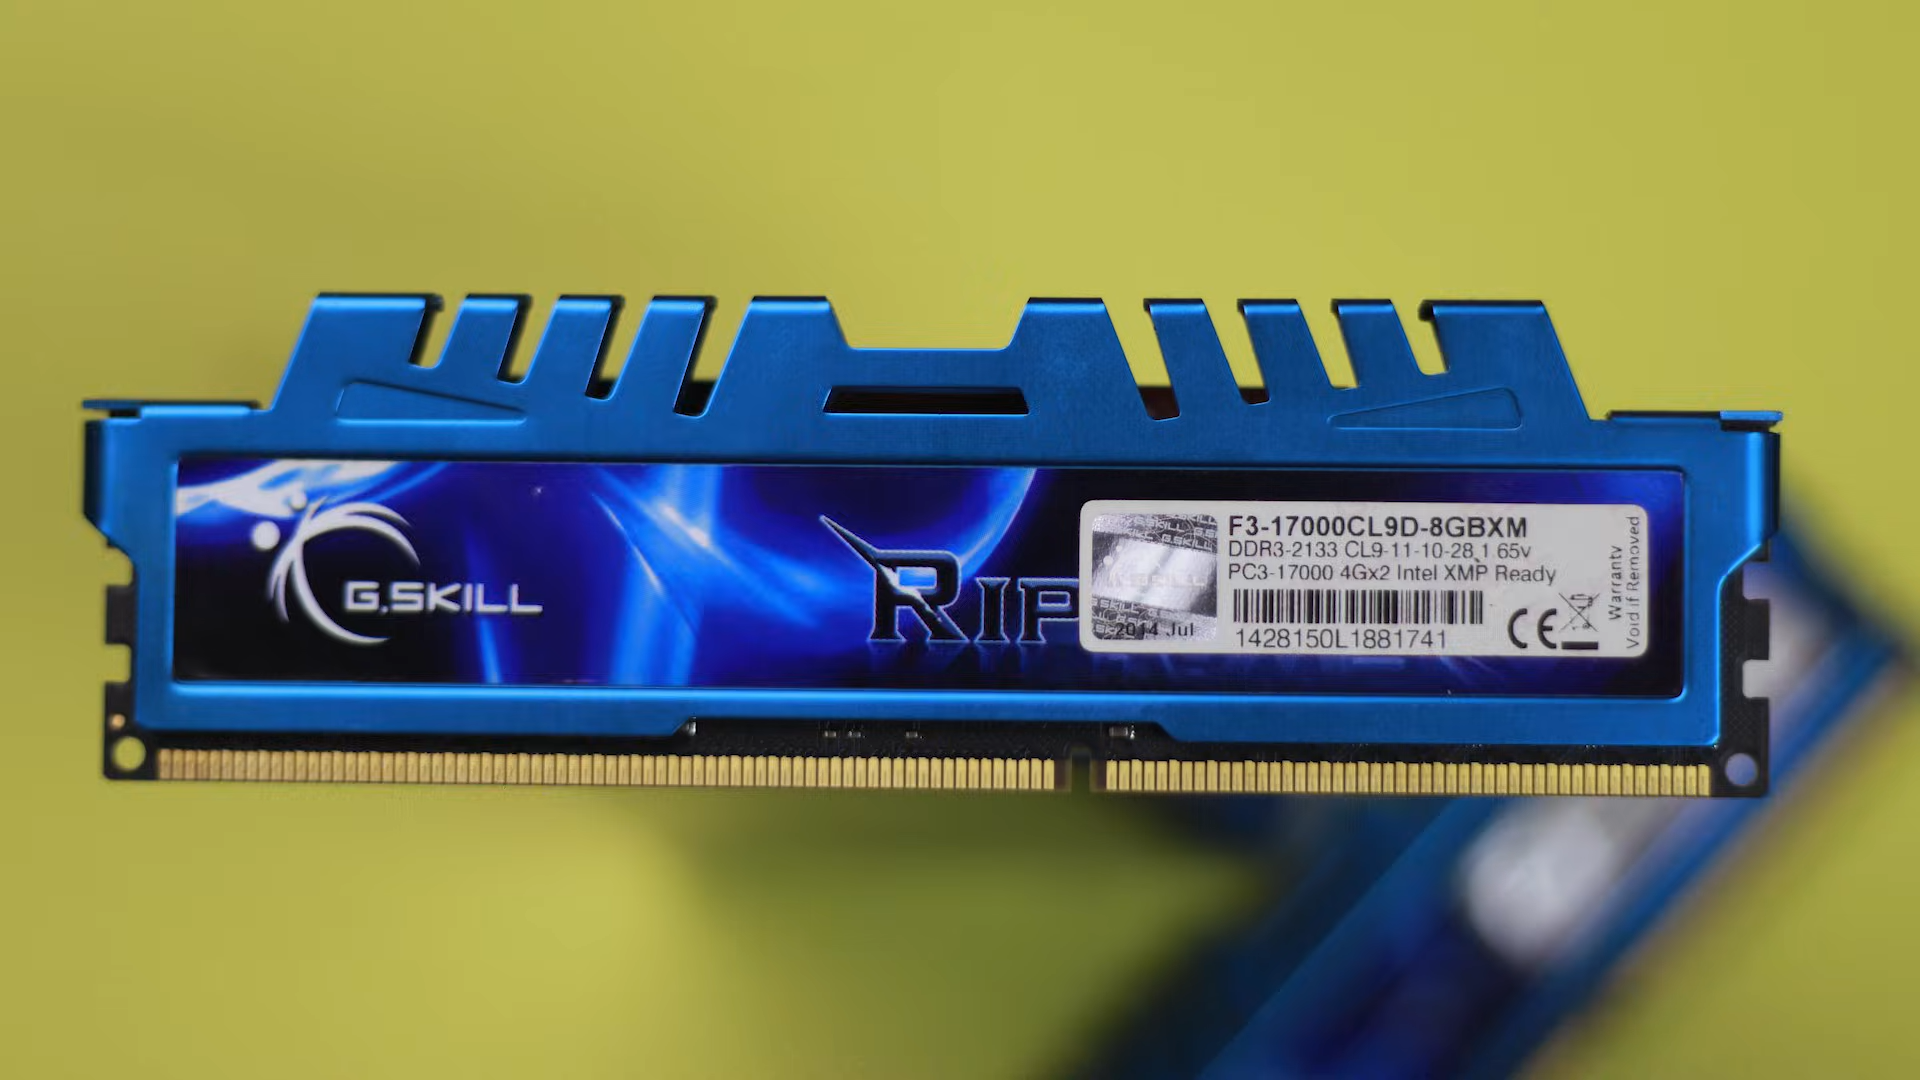 G.SKILL
RIP
F3-17000CL9D-8GBXM
DDR3-2133 CL9-11-10-28 1.65v
PC3-17000 4Gx2 Intel XMP Ready
2014 Jul
1428150L1881741
CE
Warranty
Void if Removed